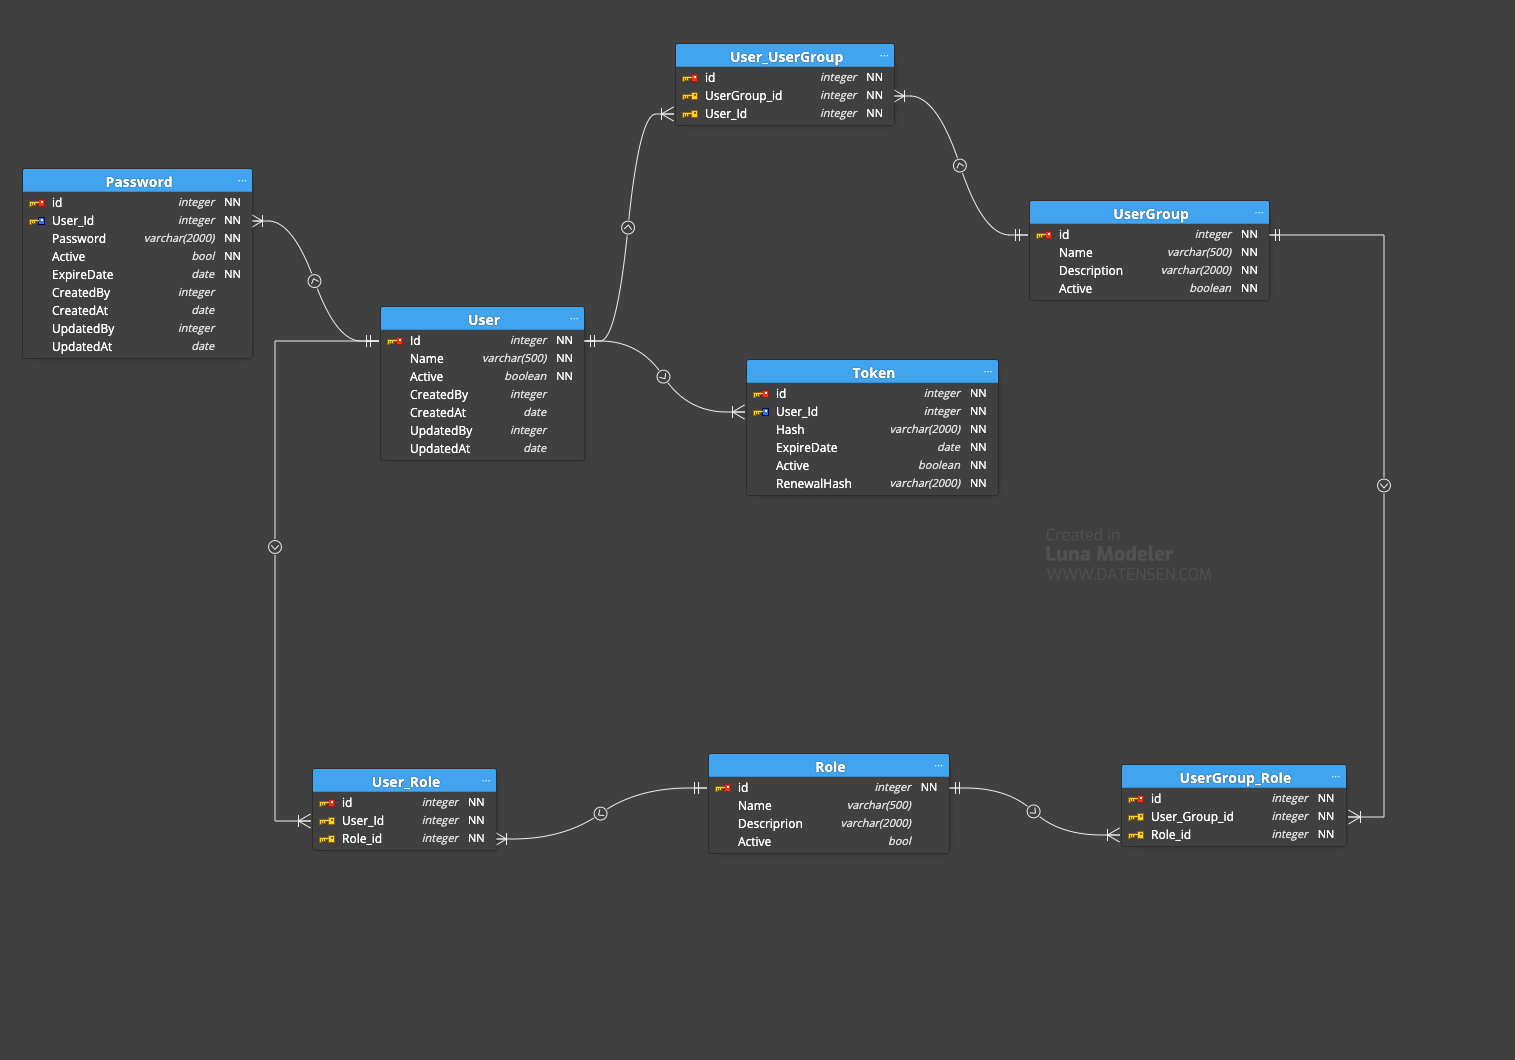 User_UserGroup
id integer NN
UserGroup_id integer NN
User_Id integer NN
Password
id integer NN
User_Id integer NN
Password varchar(2000) NN
Active bool NN
ExpireDate date NN
CreatedBy integer
CreatedAt date
UpdatedBy integer
UpdatedAt date
UserGroup
id integer NN
Name varchar(500) NN
Description varchar(2000) NN
Active boolean NN
User
Id integer NN
Name varchar(500) NN
Active boolean NN
CreatedBy integer
CreatedAt date
UpdatedBy integer
UpdatedAt date
Token
id integer NN
User_Id integer NN
Hash varchar(2000) NN
ExpireDate date NN
Active boolean NN
RenewalHash varchar(2000) NN
Created in
Luna Modeler
WWW.DATENSEN.COM
User_Role
id integer NN
User_Id integer NN
Role_id integer NN
Role
id integer NN
Name varchar(500)
Descriprion varchar(2000)
Active bool
UserGroup_Role
id integer NN
User_Group_id integer NN
Role_id integer NN